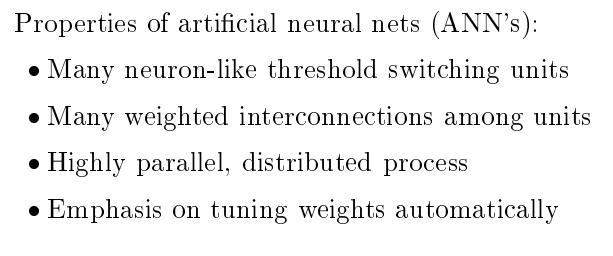 Properties of artificial neural nets (ANN's):
• Many neuron-like threshold switching units
• Many weighted interconnections among units
• Highly parallel, distributed process
• Emphasis on tuning weights automatically